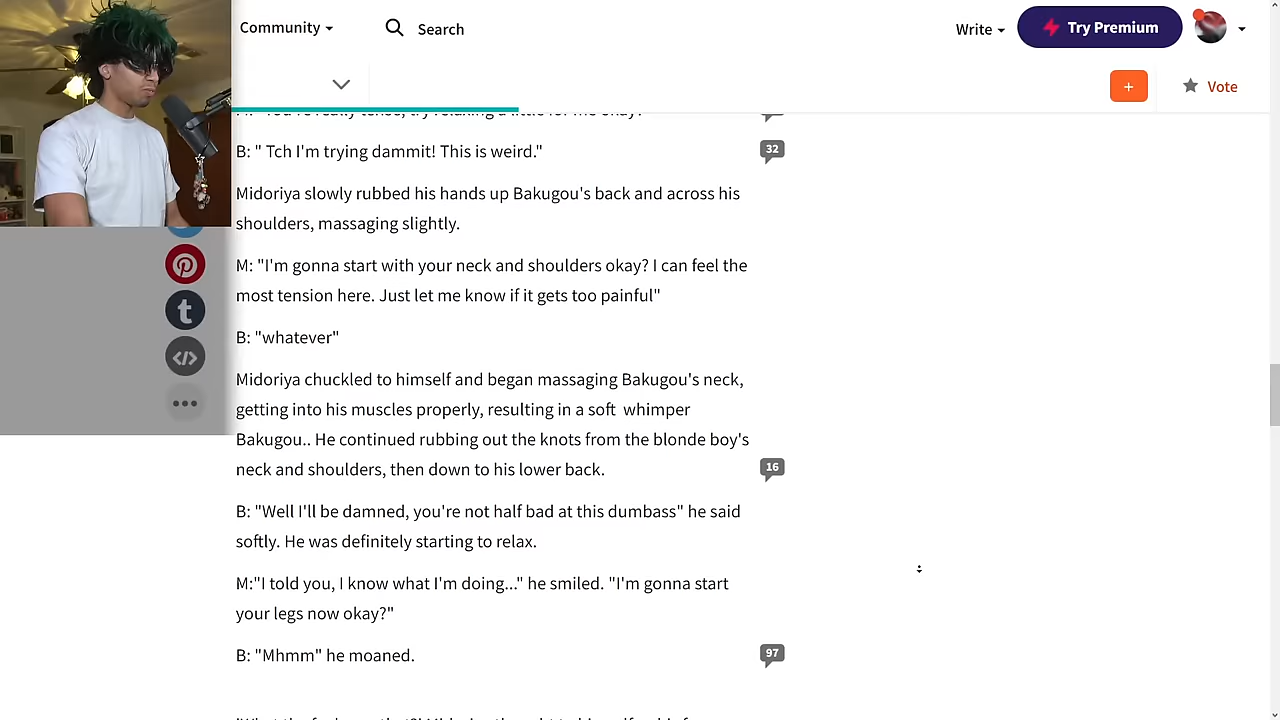 Community
Search
Write
Try Premium
+
Vote
B: " Tch I'm trying dammit! This is weird."
32
Midoriya slowly rubbed his hands up Bakugou's back and across his
shoulders, massaging slightly.
M: "I'm gonna start with your neck and shoulders okay? I can feel the
most tension here. Just let me know if it gets too painful"
B: "whatever"
Midoriya chuckled to himself and began massaging Bakugou's neck,
getting into his muscles properly, resulting in a soft  whimper
Bakugou.. He continued rubbing out the knots from the blonde boy's
neck and shoulders, then down to his lower back.
16
B: "Well I'll be damned, you're not half bad at this dumbass" he said
softly. He was definitely starting to relax.
M:"I told you, I know what I'm doing..." he smiled. "I'm gonna start
your legs now okay?"
B: "Mhmm" he moaned.
97